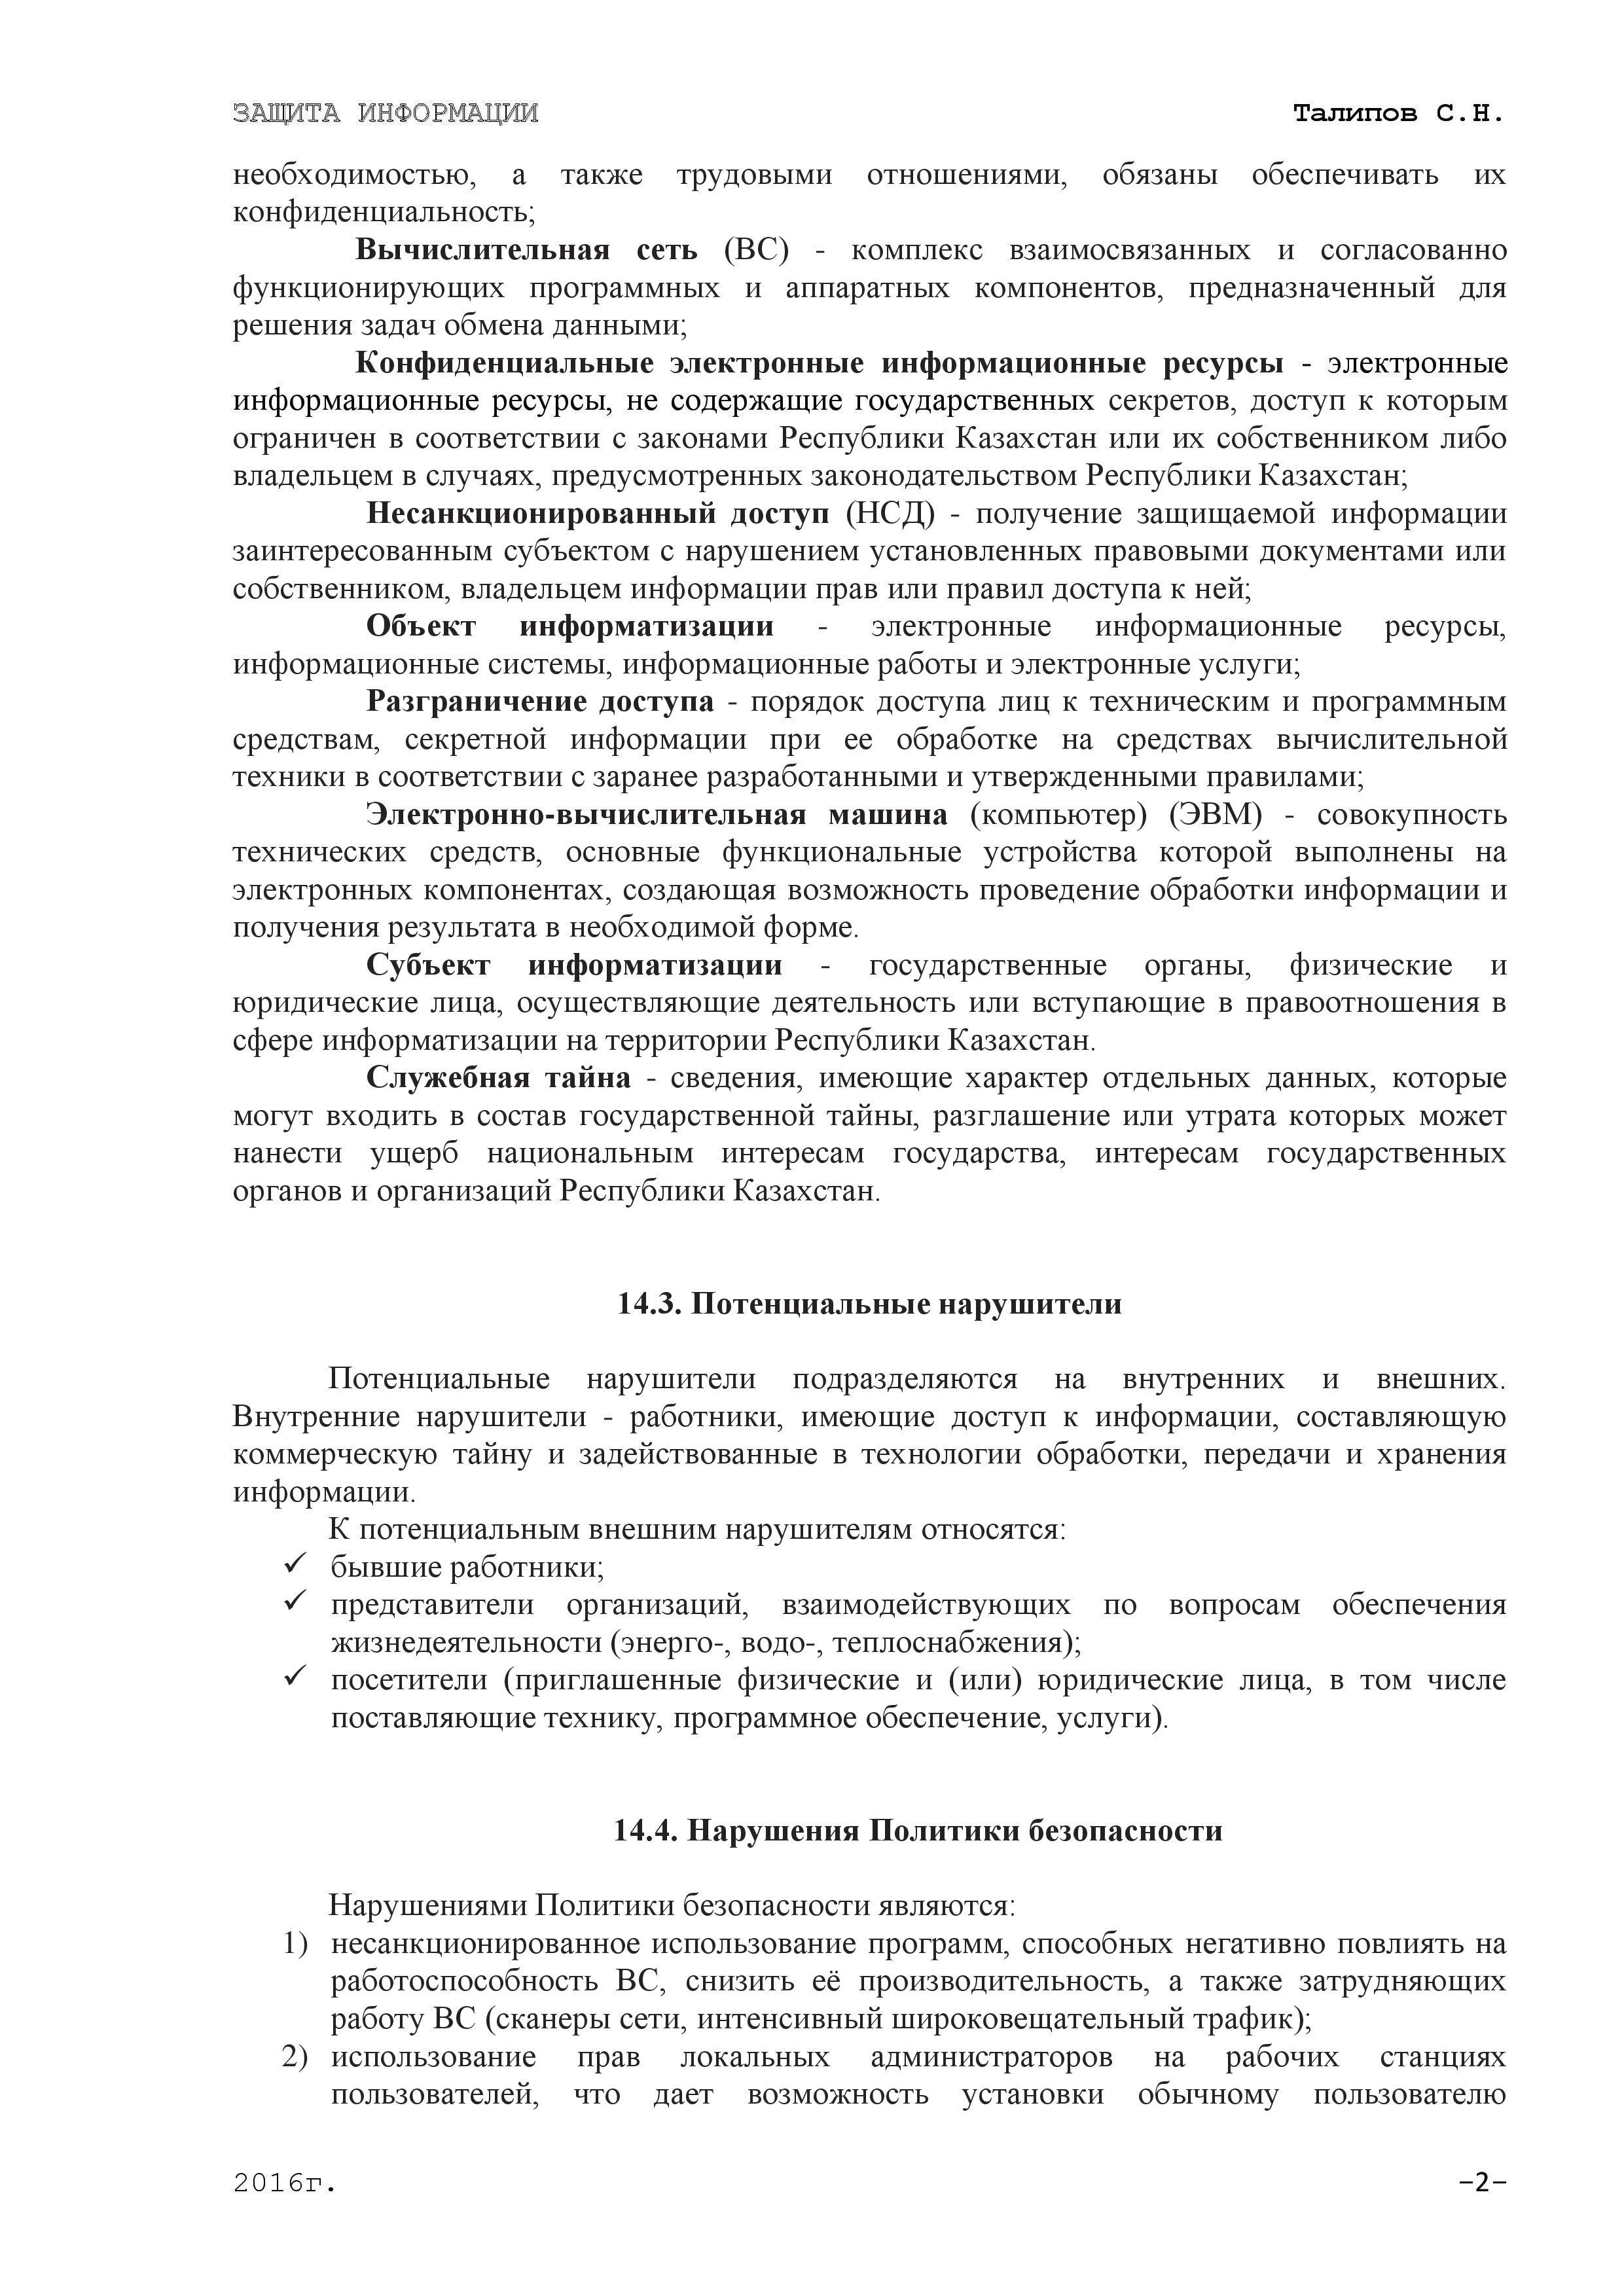 ЗАЩИТА ИНФОРМАЦИИ Талипов С.Н.
необходимостью, а также трудовыми отношениями, обязаны обеспечивать их
конфиденциальность;
Вычислительная сеть (ВС) - комплекс взаимосвязанных и согласованно
функционирующих программных и аппаратных компонентов, предназначенный для
решения задач обмена данными;
Конфиденциальные электронные информационные ресурсы - электронные
информационные ресурсы, не содержащие государственных секретов, доступ к которым
ограничен в соответствии с законами Республики Казахстан или их собственником либо
владельцем в случаях, предусмотренных законодательством Республики Казахстан;
Несанкционированный доступ (НСД) - получение защищаемой информации
заинтересованным субъектом с нарушением установленных правовыми документами или
собственником, владельцем информации прав или правил доступа к ней;
Объект информатизации - электронные информационные ресурсы,
информационные системы, информационные работы и электронные услуги;
Разграничение доступа - порядок доступа лиц к техническим и программным
средствам, секретной информации при ее обработке на средствах вычислительной
техники в соответствии с заранее разработанными и утвержденными правилами;
Электронно-вычислительная машина (компьютер) (ЭВМ) - совокупность
технических средств, основные функциональные устройства которой выполнены на
электронных компонентах, создающая возможность проведение обработки информации и
получения результата в необходимой форме.
Субъект информатизации - государственные органы, физические и
юридические лица, осуществляющие деятельность или вступающие в правоотношения в
сфере информатизации на территории Республики Казахстан.
Служебная тайна - сведения, имеющие характер отдельных данных, которые
могут входить в состав государственной тайны, разглашение или утрата которых может
нанести ущерб национальным интересам государства, интересам государственных
органов и организаций Республики Казахстан.
14.3. Потенциальные нарушители
Потенциальные нарушители подразделяются на внутренних и внешних.
Внутренние нарушители - работники, имеющие доступ к информации, составляющую
коммерческую тайну и задействованные в технологии обработки, передачи и хранения
информации.
К потенциальным внешним нарушителям относятся:
✓ бывшие работники;
✓ представители организаций, взаимодействующих по вопросам обеспечения
жизнедеятельности (энерго-, водо-, теплоснабжения);
✓ посетители (приглашенные физические и (или) юридические лица, в том числе
поставляющие технику, программное обеспечение, услуги).
14.4. Нарушения Политики безопасности
Нарушениями Политики безопасности являются:
1) несанкционированное использование программ, способных негативно повлиять на
работоспособность ВС, снизить её производительность, а также затрудняющих
работу ВС (сканеры сети, интенсивный широковещательный трафик);
2) использование прав локальных администраторов на рабочих станциях
пользователей, что дает возможность установки обычному пользователю
2016г. -2-